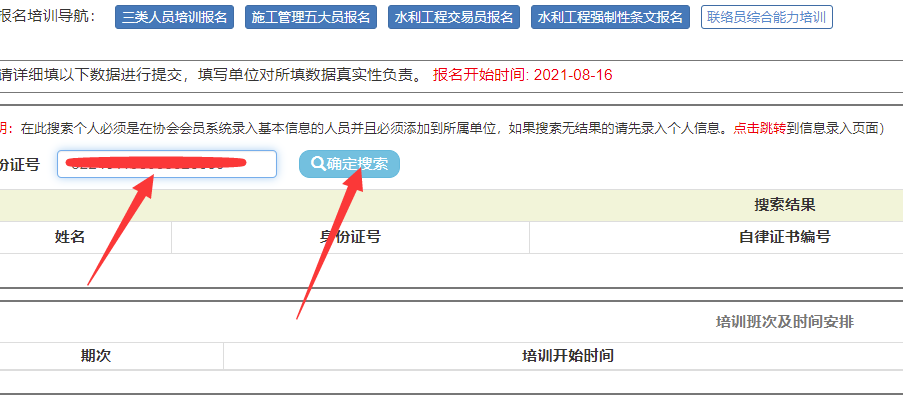 报名培训导航： 三类人员培训报名 施工管理五大员报名 水利工程交易员报名 水利工程强制性条文报名 联络员综合能力培训
请详细填以下数据进行提交，填写单位对所填数据真实性负责。 报名开始时间: 2021-08-16
明：在此搜索个人必须是在协会会员系统录入基本信息的人员并且必须添加到所属单位，如果搜索无结果的请先录入个人信息。点击跳转到信息录入页面）
份证号 确定搜索
搜索结果
姓名 身份证号 自律证书编号
培训班次及时间安排
期次 培训开始时间